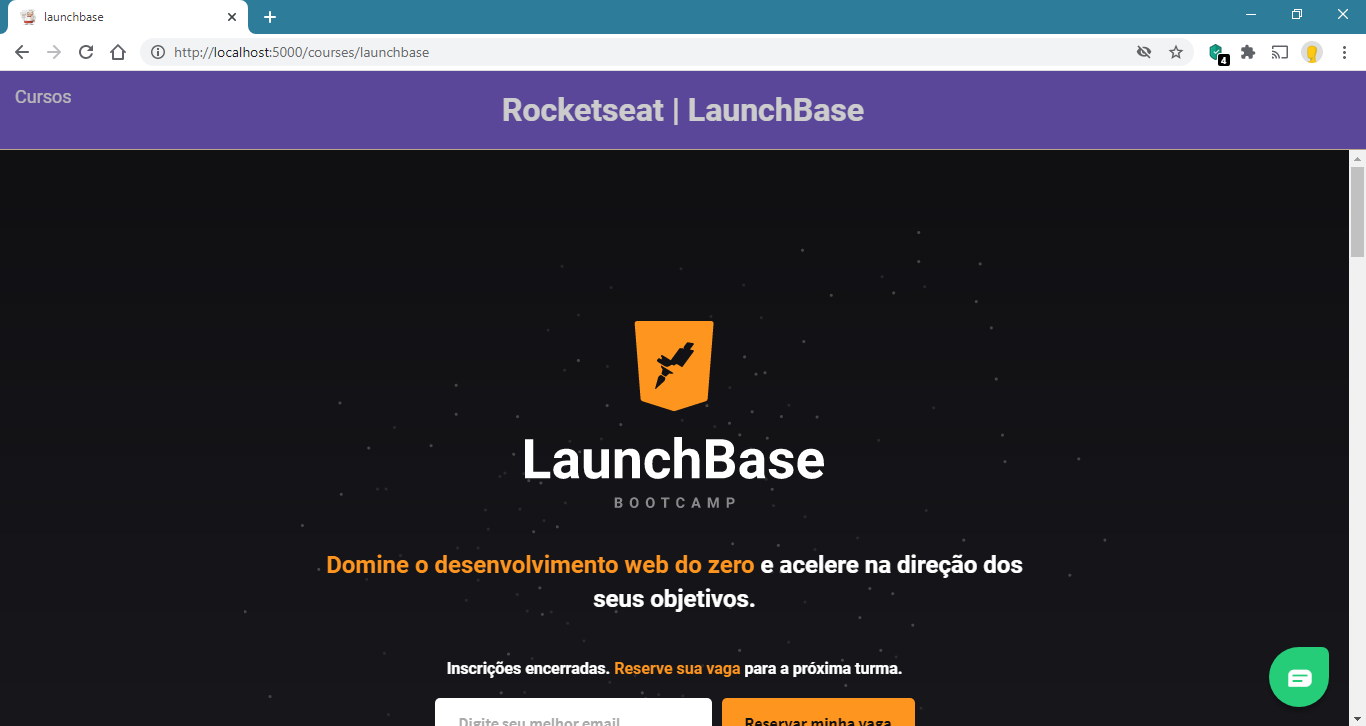 launchbase
http://localhost:5000/courses/launchbase
4
Cursos
Rocketseat | LaunchBase
LaunchBase
BOOTCAMP
Domine o desenvolvimento web do zero e acelere na direção dos
seus objetivos.
Inscrições encerradas. Reserve sua vaga para a próxima turma.
Digite seu melhor email
Reservar minha vaga